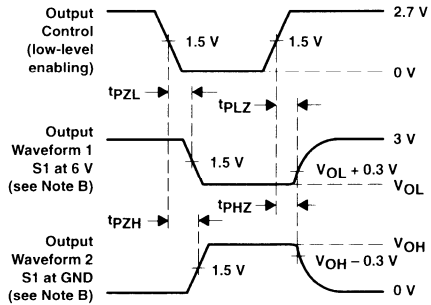 Output
Control
(low-level
enabling)
2.7 V
1.5 V
1.5 V
0 V
tPZL
tPLZ
Output
Waveform 1
S1 at 6 V
(see Note B)
3 V
1.5 V
VOL + 0.3 V
VOL
tPZH
tPHZ
Output
Waveform 2
S1 at GND
(see Note B)
VOH
1.5 V
VOH − 0.3 V
0 V